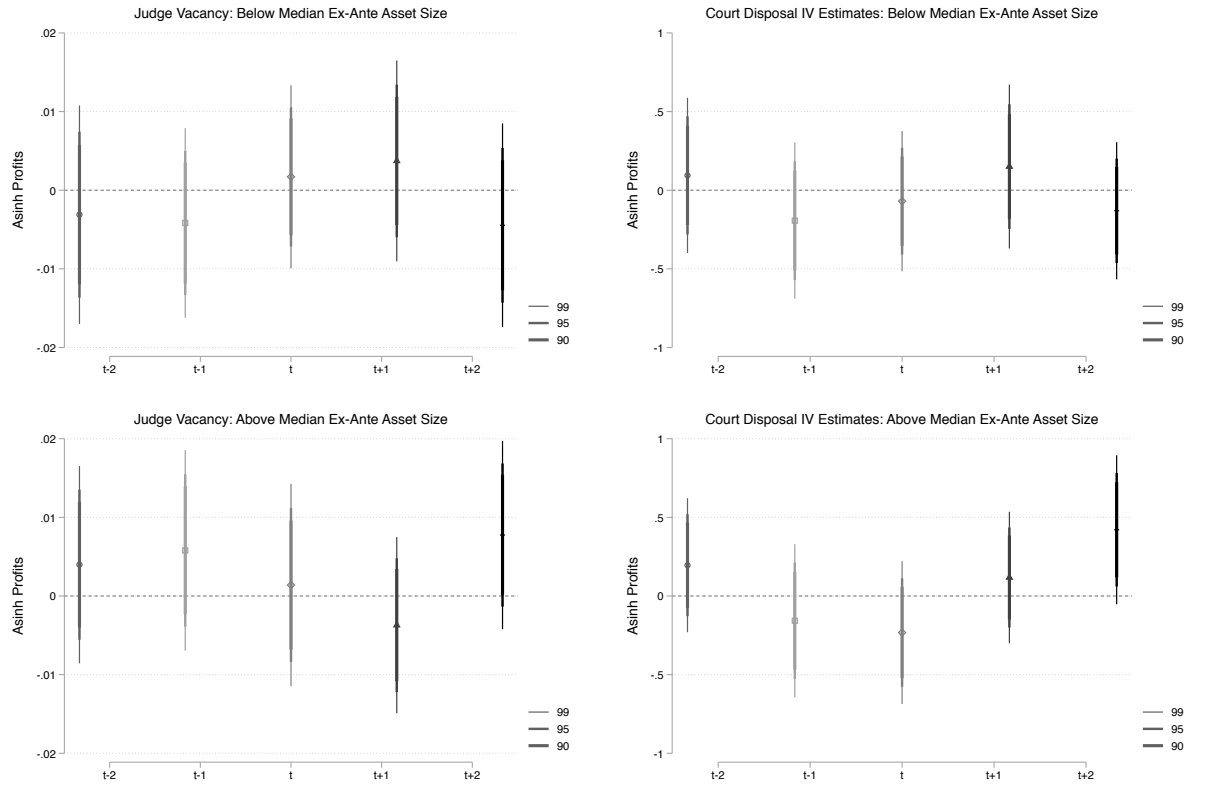 Judge Vacancy: Below Median Ex-Ante Asset Size
Asinh Profits
.02
.01
0
-.01
-.02
t-2 t-1 t t+1 t+2
99
95
90
Court Disposal IV Estimates: Below Median Ex-Ante Asset Size
Asinh Profits
1
.5
0
-.5
-1
t-2 t-1 t t+1 t+2
99
95
90
Judge Vacancy: Above Median Ex-Ante Asset Size
Asinh Profits
.02
.01
0
-.01
-.02
t-2 t-1 t t+1 t+2
99
95
90
Court Disposal IV Estimates: Above Median Ex-Ante Asset Size
Asinh Profits
1
.5
0
-.5
-1
t-2 t-1 t t+1 t+2
99
95
90